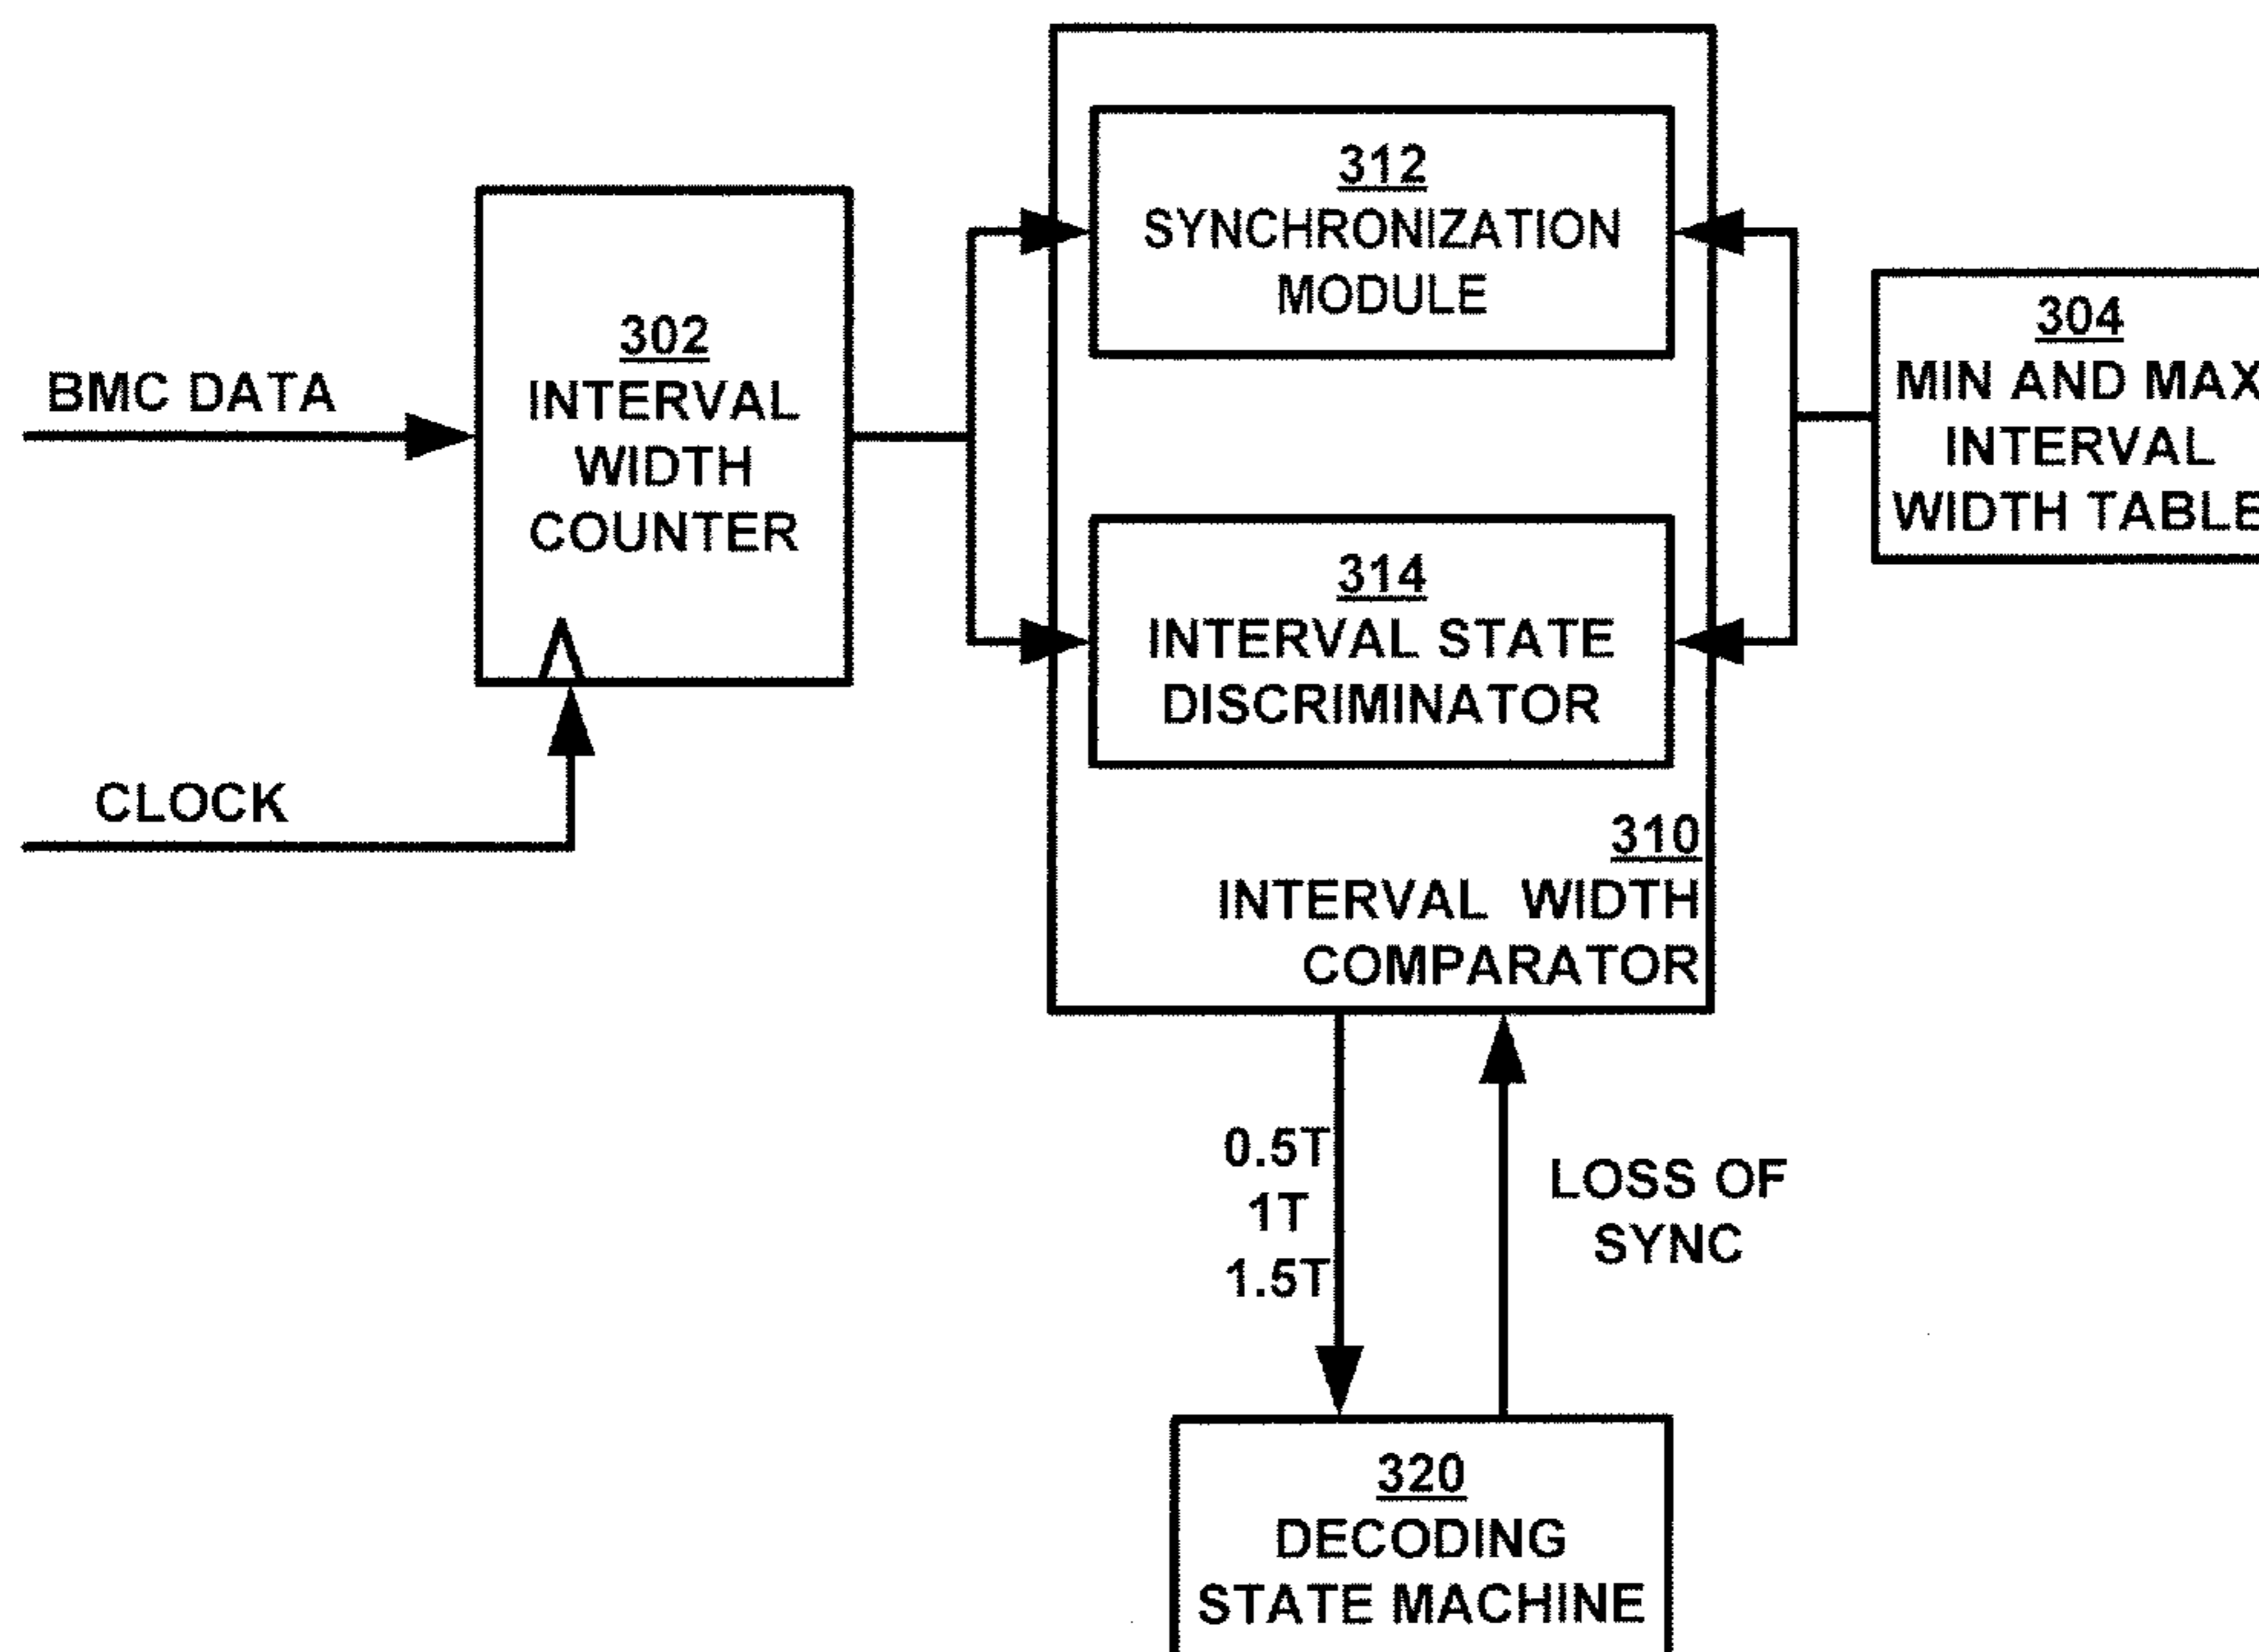 BMC DATA
CLOCK
302
INTERVAL
WIDTH
COUNTER
312
SYNCHRONIZATION
MODULE
314
INTERVAL STATE
DISCRIMINATOR
310
INTERVAL WIDTH
COMPARATOR
304
MIN AND MAX
INTERVAL
WIDTH TABLE
0.5T
1T
1.5T
LOSS OF
SYNC
320
DECODING
STATE MACHINE